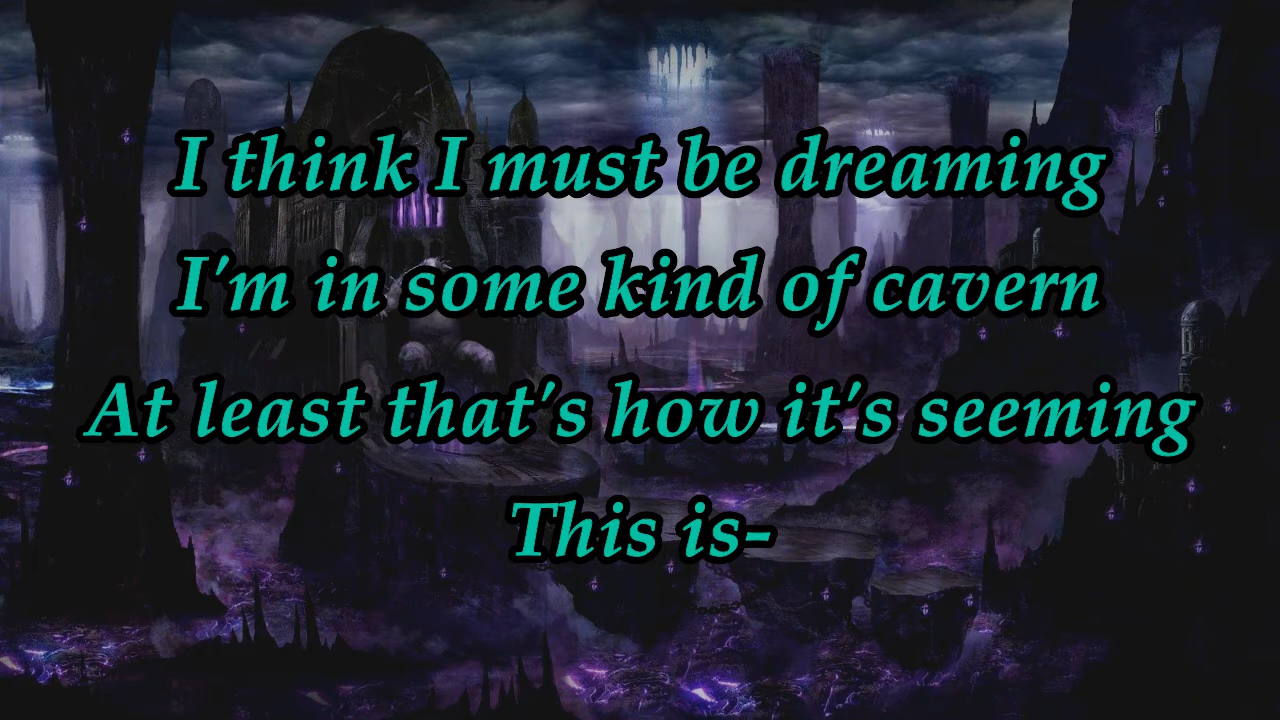 I think I must be dreaming
I'm in some kind of cavern
At least that's how it's seeming
This is-